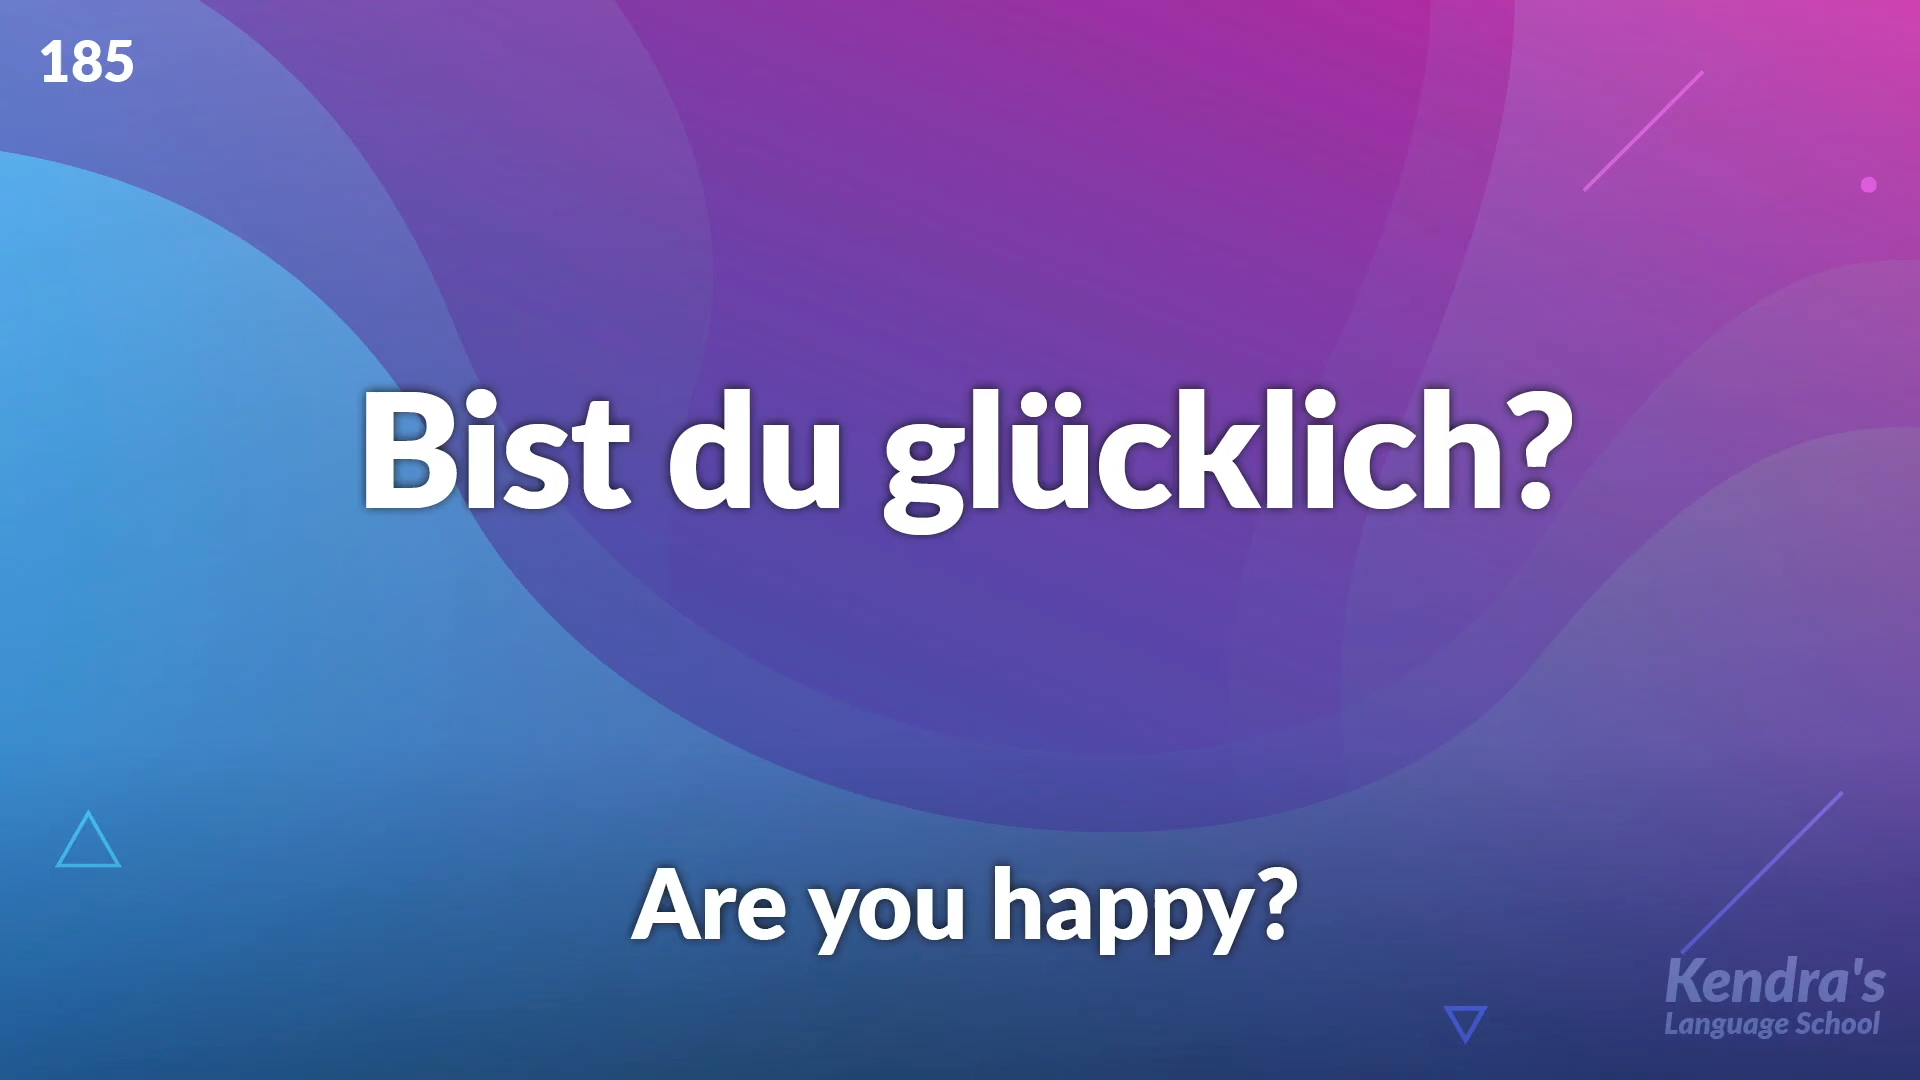 185
Bist du glücklich?
Are you happy?
Kendra's
Language School